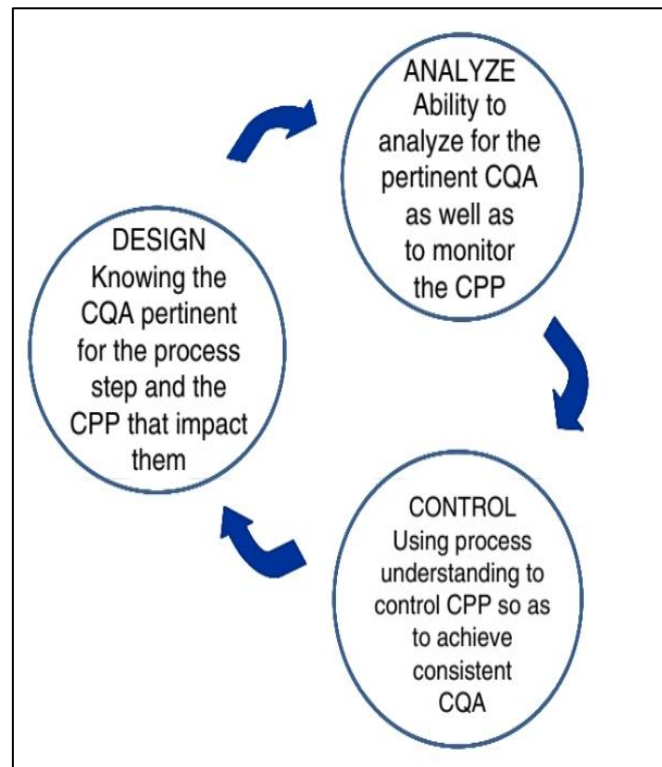 ANALYZE
Ability to
analyze for the
pertinent CQA
as well as
to monitor
the CPP
DESIGN
Knowing the
CQA pertinent
for the process
step and the
CPP that impact
them
CONTROL
Using process
understanding to
control CPP so as
to achieve
consistent
CQA